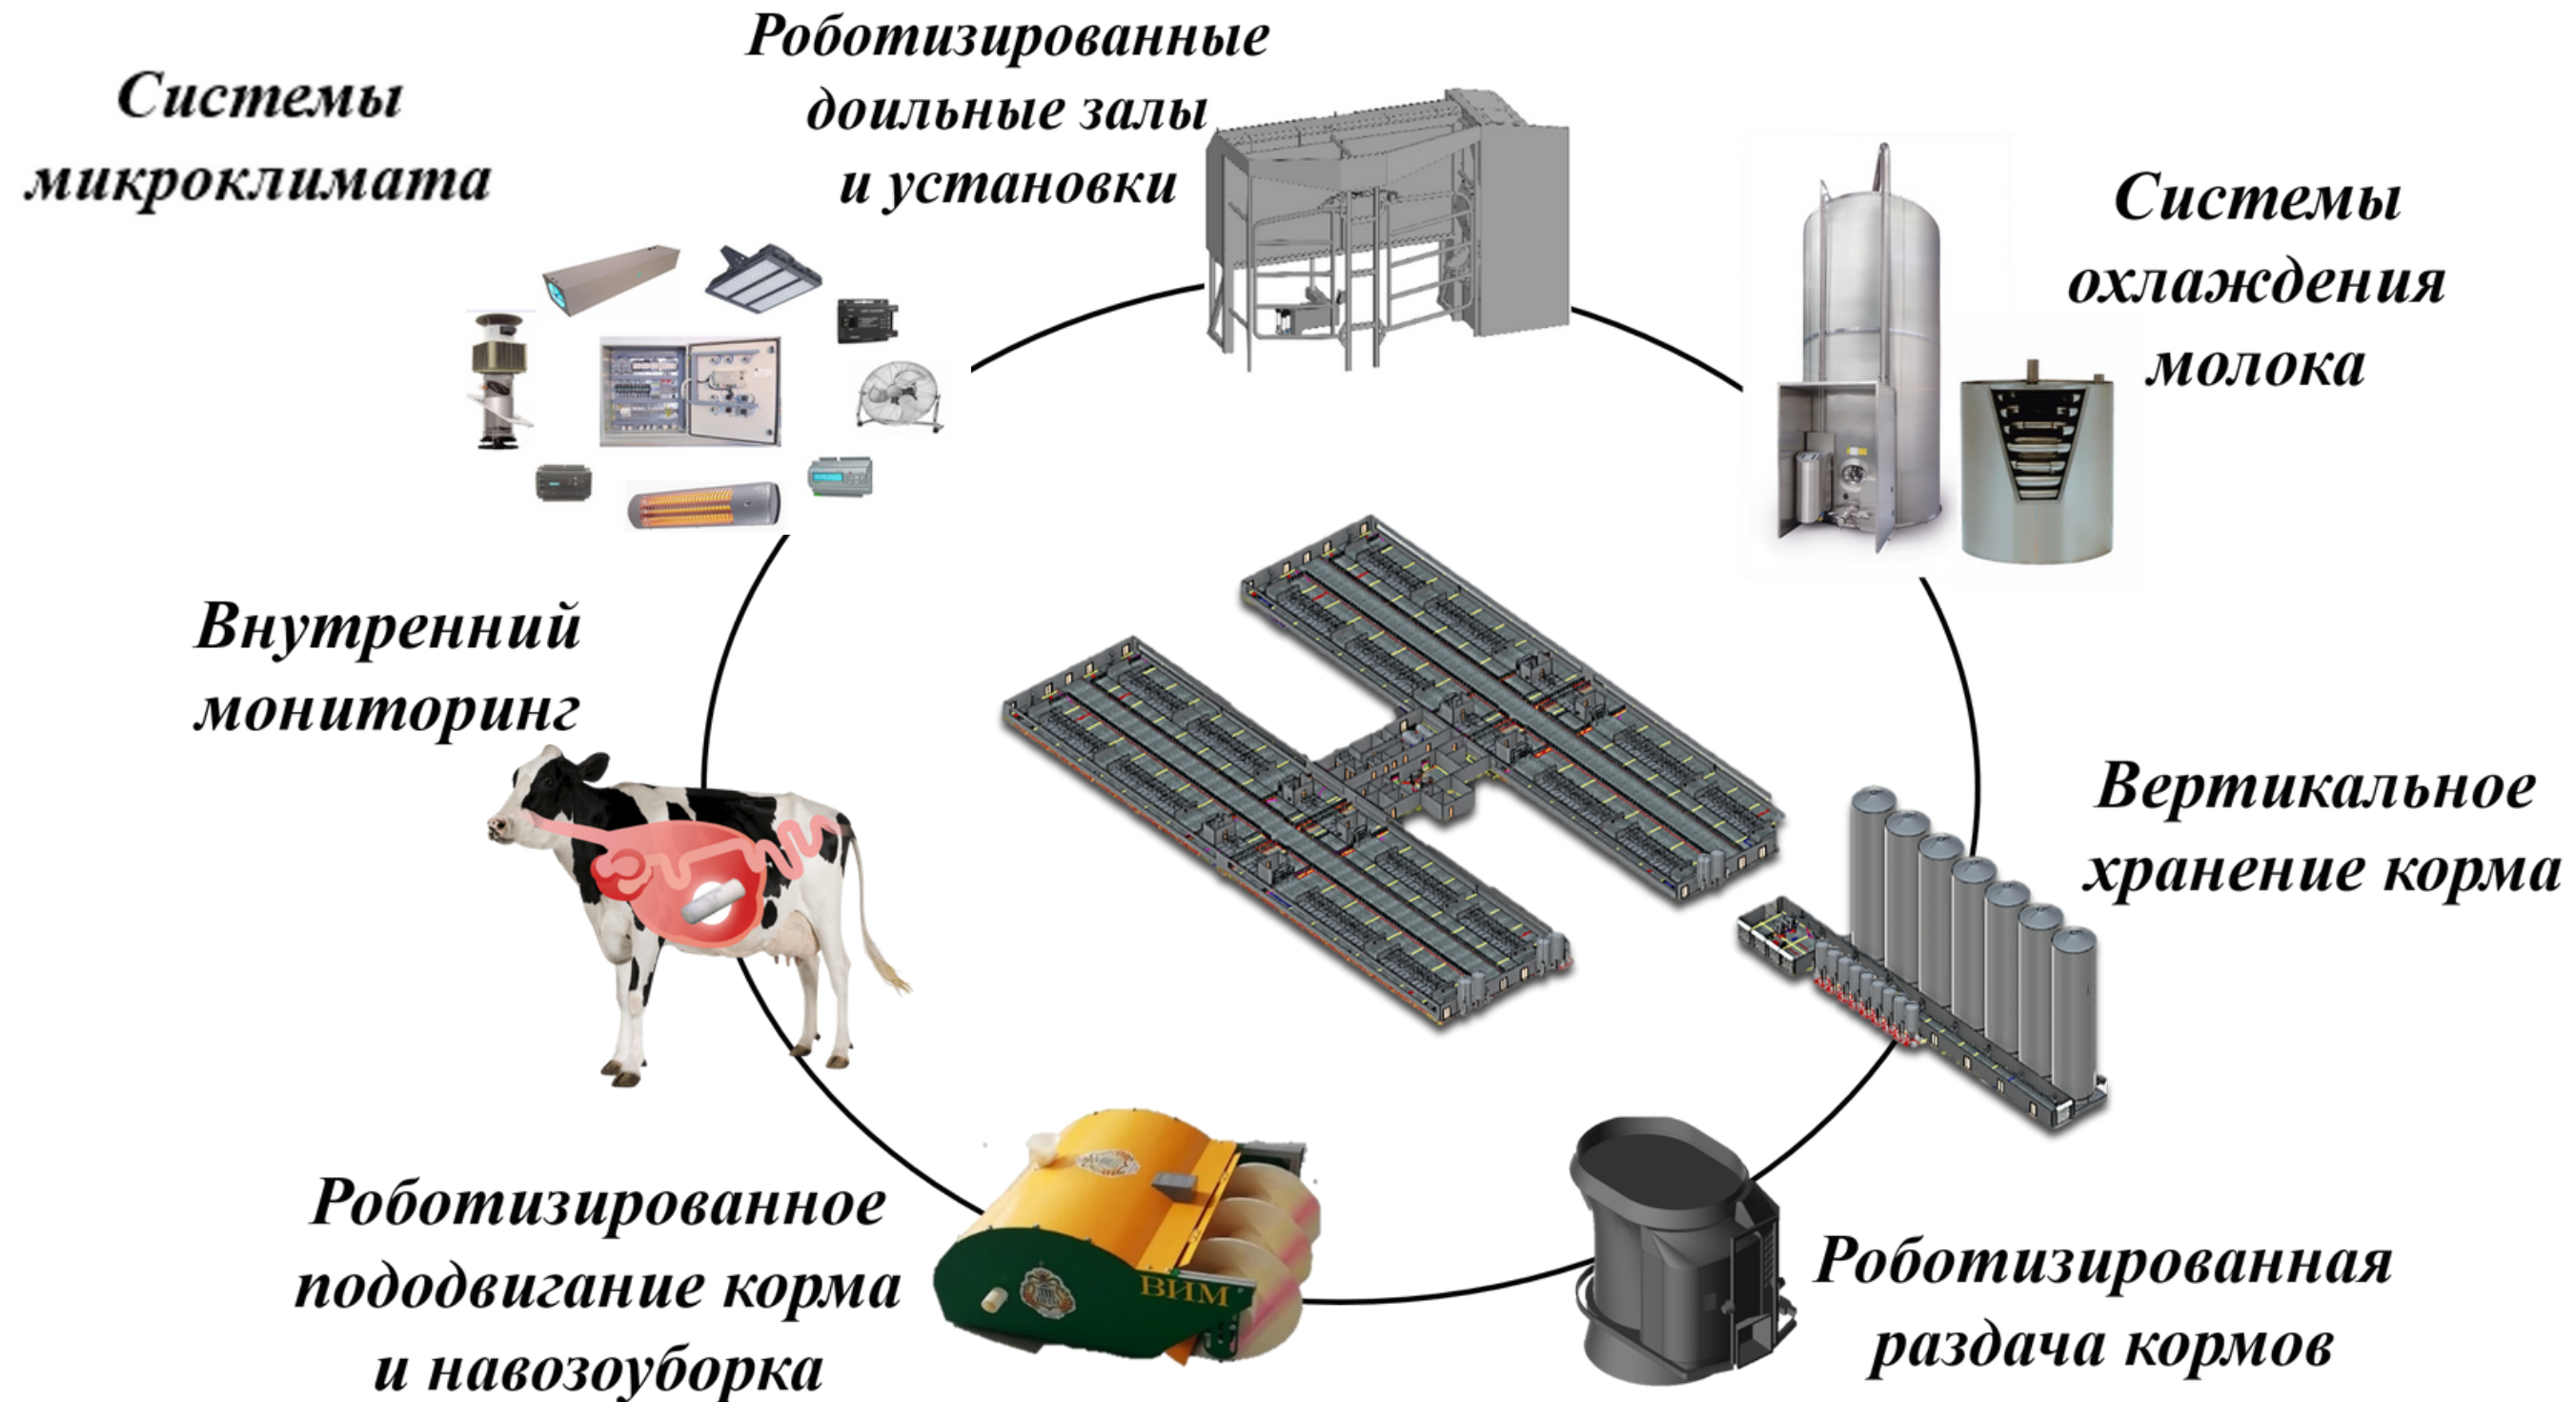 Системы
микроклимата
Роботизированные
доильные залы
и установки
Системы
охлаждения
молока
Внутренний
мониторинг
Вертикальное
хранение корма
Роботизированное
пододвигание корма
и навозоуборка
ВИМ
Роботизированная
раздача кормов